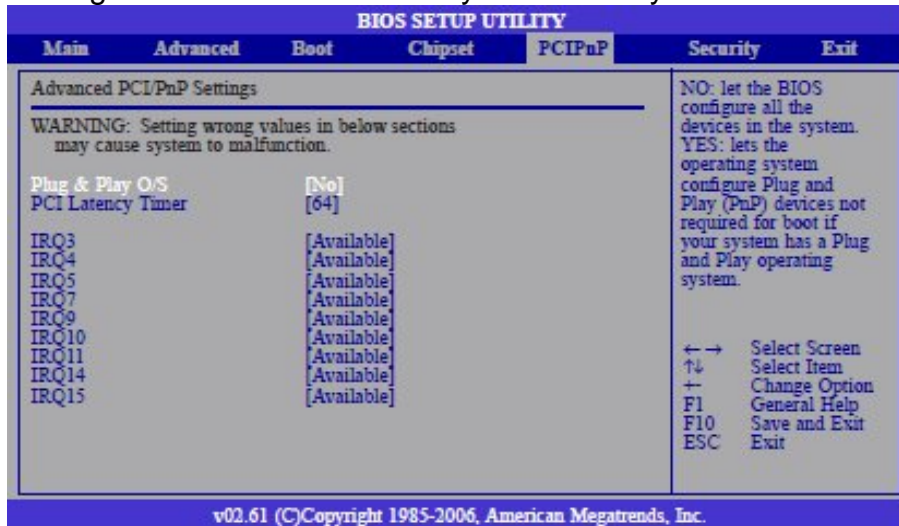 BIOS SETUP UTILITY
Main Advanced Boot Chipset PCIPnP Security Exit
Advanced PCI/PnP Settings
WARNING: Setting wrong values in below sections
may cause system to malfunction.
Plug & Play O/S [No]
PCI Latency Timer [64]
IRQ3 [Available]
IRQ4 [Available]
IRQ5 [Available]
IRQ7 [Available]
IRQ9 [Available]
IRQ10 [Available]
IRQ11 [Available]
IRQ14 [Available]
IRQ15 [Available]
NO: let the BIOS
configure all the
devices in the system.
YES: lets the
operating system
configure Plug and
Play (PnP) devices not
required for boot if
your system has a Plug
and Play operating
system.
←→ Select Screen
↑↓ Select Item
+- Change Option
F1 General Help
F10 Save and Exit
ESC Exit
v02.61 (C)Copyright 1985-2006, American Megatrends, Inc.